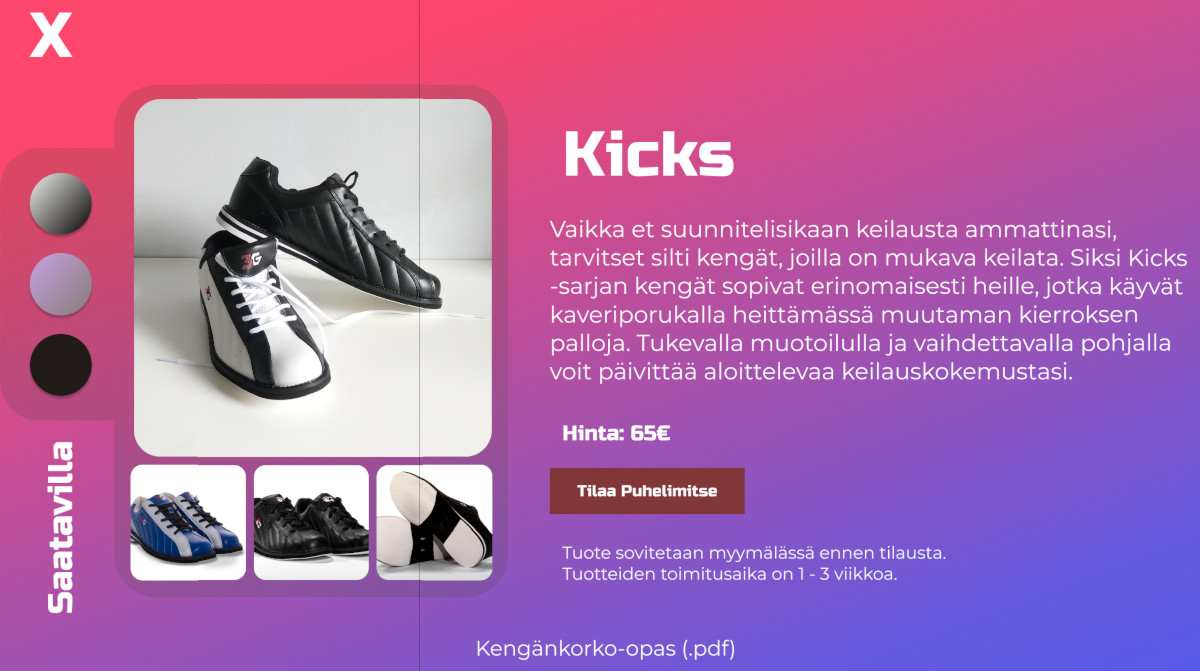 X
Kicks
Vaikka et suunnitelisikaan keilausta ammattinasi,
tarvitset silti kengät, joilla on mukava keilata. Siksi Kicks
-sarjan kengät sopivat erinomaisesti heille, jotka käyvät
kaveriporukalla heittämässä muutaman kierroksen
palloja. Tukevalla muotoilulla ja vaihdettavalla pohjalla
voit päivittää aloittelevaa keilauskokemustasi.
Hinta: 65€
Tilaa Puhelimitse
Tuote sovitetaan myymälässä ennen tilausta.
Tuotteiden toimitusaika on 1 - 3 viikkoa.
Saatavilla
3G
Kengänkorko-opas (.pdf)